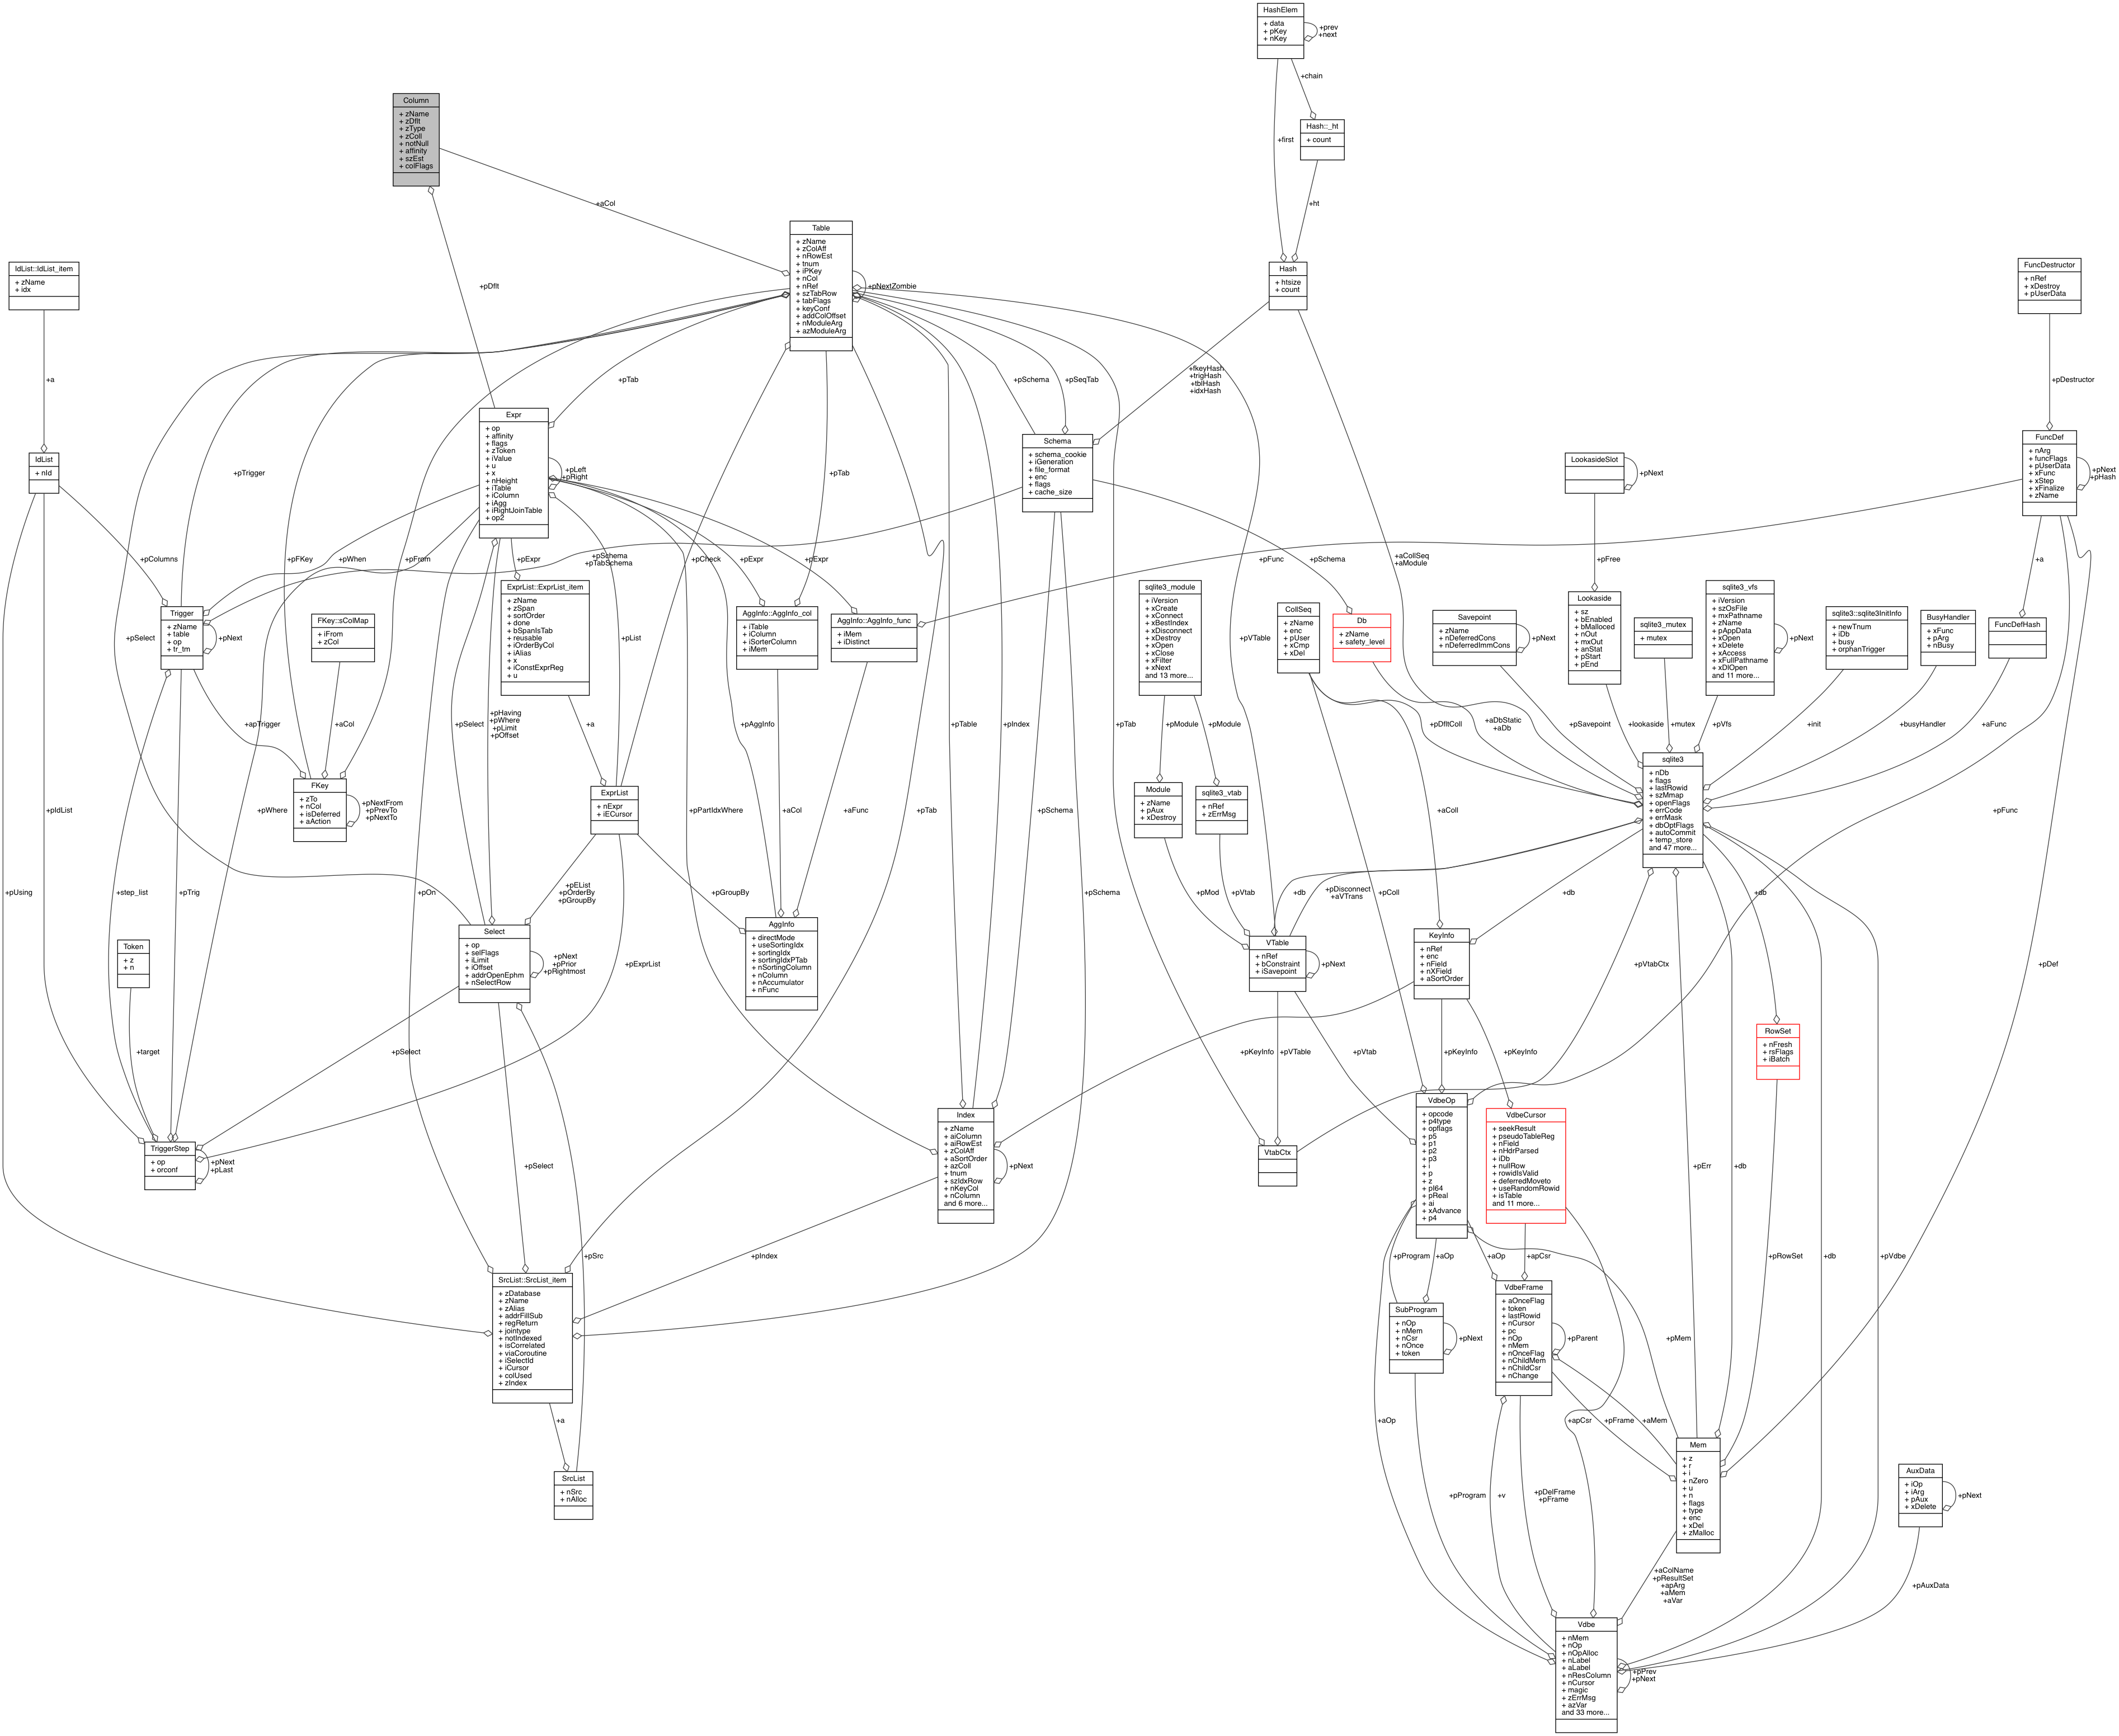 HashElem
+ data
+ pKey
+ nKey
+prev
+next
+chain
Column
+ zName
+ zDflt
+ zType
+ zColl
+ notNull
+ affinity
+ szEst
+ colFlags
Hash::_ht
+ count
+first
+aCol
+ht
Table
+ zName
+ zColAff
+ nRowEst
+ tnum
+ iPKey
+ nCol
+ nRef
+ szTabRow
+ tabFlags
+ keyConf
+ addColOffset
+ nModuleArg
+ azModuleArg
+pNextZombie
IdList::IdList_item
+ zName
+ idx
+pDflt
Hash
+ htsize
+ count
FuncDestructor
+ nRef
+ xDestroy
+ pUserData
+a
+pTab
+pSchema
+pSeqTab
+fkeyHash
+trigHash
+tblHash
+idxHash
+pDestructor
Expr
+ op
+ affinity
+ flags
+ zToken
+ iValue
+ u
+ x
+ nHeight
+ iTable
+ iColumn
+ iAgg
+ iRightJoinTable
+ op2
+pLeft
+pRight
Schema
+ schema_cookie
+ iGeneration
+ file_format
+ enc
+ flags
+ cache_size
FuncDef
+ nArg
+ funcFlags
+ pUserData
+ xFunc
+ xStep
+ xFinalize
+ zName
+pNext
+pHash
IdList
+ nId
+pTrigger
+pTab
LookasideSlot
+pNext
+pColumns
+pFKey
+pWhen
+pFrom
+pExpr
+pSchema
+pTabSchema
+pCheck
+pExpr
+pExpr
+pFunc
+aCollSeq
+aModule
+pSchema
+pFree
+a
Trigger
+ zName
+ table
+ op
+ tr_tm
+pNext
+pSelect
FKey::sColMap
+ iFrom
+ zCol
ExprList::ExprList_item
+ zName
+ zSpan
+ sortOrder
+ done
+ bSpanIsTab
+ reusable
+ iOrderByCol
+ iAlias
+ x
+ iConstExprReg
+ u
+pList
AggInfo::AggInfo_col
+ iTable
+ iColumn
+ iSorterColumn
+ iMem
AggInfo::AggInfo_func
+ iMem
+ iDistinct
+pVTable
sqlite3_module
+ iVersion
+ xCreate
+ xConnect
+ xBestIndex
+ xDisconnect
+ xDestroy
+ xOpen
+ xClose
+ xFilter
+ xNext
and 13 more...
CollSeq
+ zName
+ enc
+ pUser
+ xCmp
+ xDel
Db
+ zName
+ safety_level
Savepoint
+ zName
+ nDeferredCons
+ nDeferredImmCons
+pNext
Lookaside
+ sz
+ bEnabled
+ bMalloced
+ nOut
+ mxOut
+ anStat
+ pStart
+ pEnd
sqlite3_mutex
+ mutex
sqlite3_vfs
+ iVersion
+ szOsFile
+ mxPathname
+ zName
+ pAppData
+ xOpen
+ xDelete
+ xAccess
+ xFullPathname
+ xDlOpen
and 11 more...
+pNext
sqlite3::sqlite3InitInfo
+ newTnum
+ iDb
+ busy
+ orphanTrigger
BusyHandler
+ xFunc
+ pArg
+ nBusy
FuncDefHash
+apTrigger
+aCol
+pSelect
+pHaving
+pWhere
+pLimit
+pOffset
+a
+pAggInfo
+pTable
+pIndex
+pTab
+pModule
+pModule
+pDfltColl
+aDbStatic
+aDb
+pSavepoint
+lookaside
+mutex
+pVfs
+init
+busyHandler
+aFunc
FKey
+ zTo
+ nCol
+ isDeferred
+ aAction
+pNextFrom
+pPrevTo
+pNextTo
+pWhere
ExprList
+ nExpr
+ iECursor
+pPartIdxWhere
+aCol
+aFunc
+pTab
+pSchema
Module
+ zName
+ pAux
+ xDestroy
sqlite3_vtab
+ nRef
+ zErrMsg
+aColl
sqlite3
+ nDb
+ flags
+ lastRowid
+ szMmap
+ openFlags
+ errCode
+ errMask
+ dbOptFlags
+ autoCommit
+ temp_store
and 47 more...
+pFunc
+pUsing
+pIdList
+step_list
+pTrig
+pOn
+pEList
+pOrderBy
+pGroupBy
+pGroupBy
+pSchema
+pMod
+pVtab
+db
+pDisconnect
+aVTrans
+pColl
+db
+db
Select
+ op
+ selFlags
+ iLimit
+ iOffset
+ addrOpenEphm
+ nSelectRow
+pNext
+pPrior
+pRightmost
+pExprList
AggInfo
+ directMode
+ useSortingIdx
+ sortingIdx
+ sortingIdxPTab
+ nSortingColumn
+ nColumn
+ nAccumulator
+ nFunc
Token
+ z
+ n
VTable
+ nRef
+ bConstraint
+ iSavepoint
+pNext
KeyInfo
+ nRef
+ enc
+ nField
+ nXField
+ aSortOrder
+pVtabCtx
+pDef
+target
+pSelect
+pKeyInfo
+pVTable
+pVtab
+pKeyInfo
+pKeyInfo
RowSet
+ nFresh
+ rsFlags
+ iBatch
TriggerStep
+ op
+ orconf
+pNext
+pLast
+pSelect
Index
+ zName
+ aiColumn
+ aiRowEst
+ zColAff
+ aSortOrder
+ azColl
+ tnum
+ szIdxRow
+ nKeyCol
+ nColumn
and 6 more...
+pNext
VtabCtx
VdbeOp
+ opcode
+ p4type
+ opflags
+ p5
+ p1
+ p2
+ p3
+ i
+ p
+ z
+ pI64
+ pReal
+ ai
+ xAdvance
+ p4
VdbeCursor
+ seekResult
+ pseudoTableReg
+ nField
+ nHdrParsed
+ iDb
+ nullRow
+ rowidIsValid
+ deferredMoveto
+ useRandomRowid
+ isTable
and 11 more...
+pErr
+db
+pSrc
+pIndex
+pProgram
+aOp
+aOp
+apCsr
+pRowSet
+db
+pVdbe
SrcList::SrcList_item
+ zDatabase
+ zName
+ zAlias
+ addrFillSub
+ regReturn
+ jointype
+ notIndexed
+ isCorrelated
+ viaCoroutine
+ iSelectId
+ iCursor
+ colUsed
+ zIndex
SubProgram
+ nOp
+ nMem
+ nCsr
+ nOnce
+ token
+pNext
VdbeFrame
+ aOnceFlag
+ token
+ lastRowid
+ nCursor
+ pc
+ nOp
+ nMem
+ nOnceFlag
+ nChildMem
+ nChildCsr
+ nChange
+pParent
+pMem
+a
+aOp
+apCsr
+pFrame
+aMem
SrcList
+ nSrc
+ nAlloc
Mem
+ z
+ r
+ i
+ nZero
+ u
+ n
+ flags
+ type
+ enc
+ xDel
+ zMalloc
AuxData
+ iOp
+ iArg
+ pAux
+ xDelete
+pNext
+pProgram
+v
+pDelFrame
+pFrame
+aColName
+pResultSet
+apArg
+aMem
+aVar
+pAuxData
Vdbe
+ nMem
+ nOp
+ nOpAlloc
+ nLabel
+ aLabel
+ nResColumn
+ nCursor
+ magic
+ zErrMsg
+ azVar
and 33 more...
+pPrev
+pNext